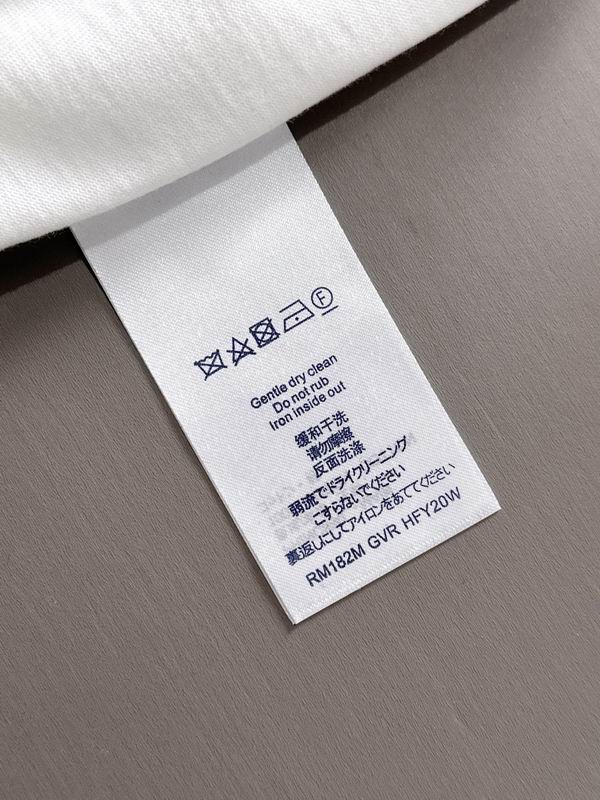 F
Gentle dry clean
Do not rub
Iron inside out
缓和干洗
请勿摩擦
反面洗涤
弱流でドライクリーニング
こすらないでください
裏返しにしてアイロンをあててください
RM182M GVR HFY20W